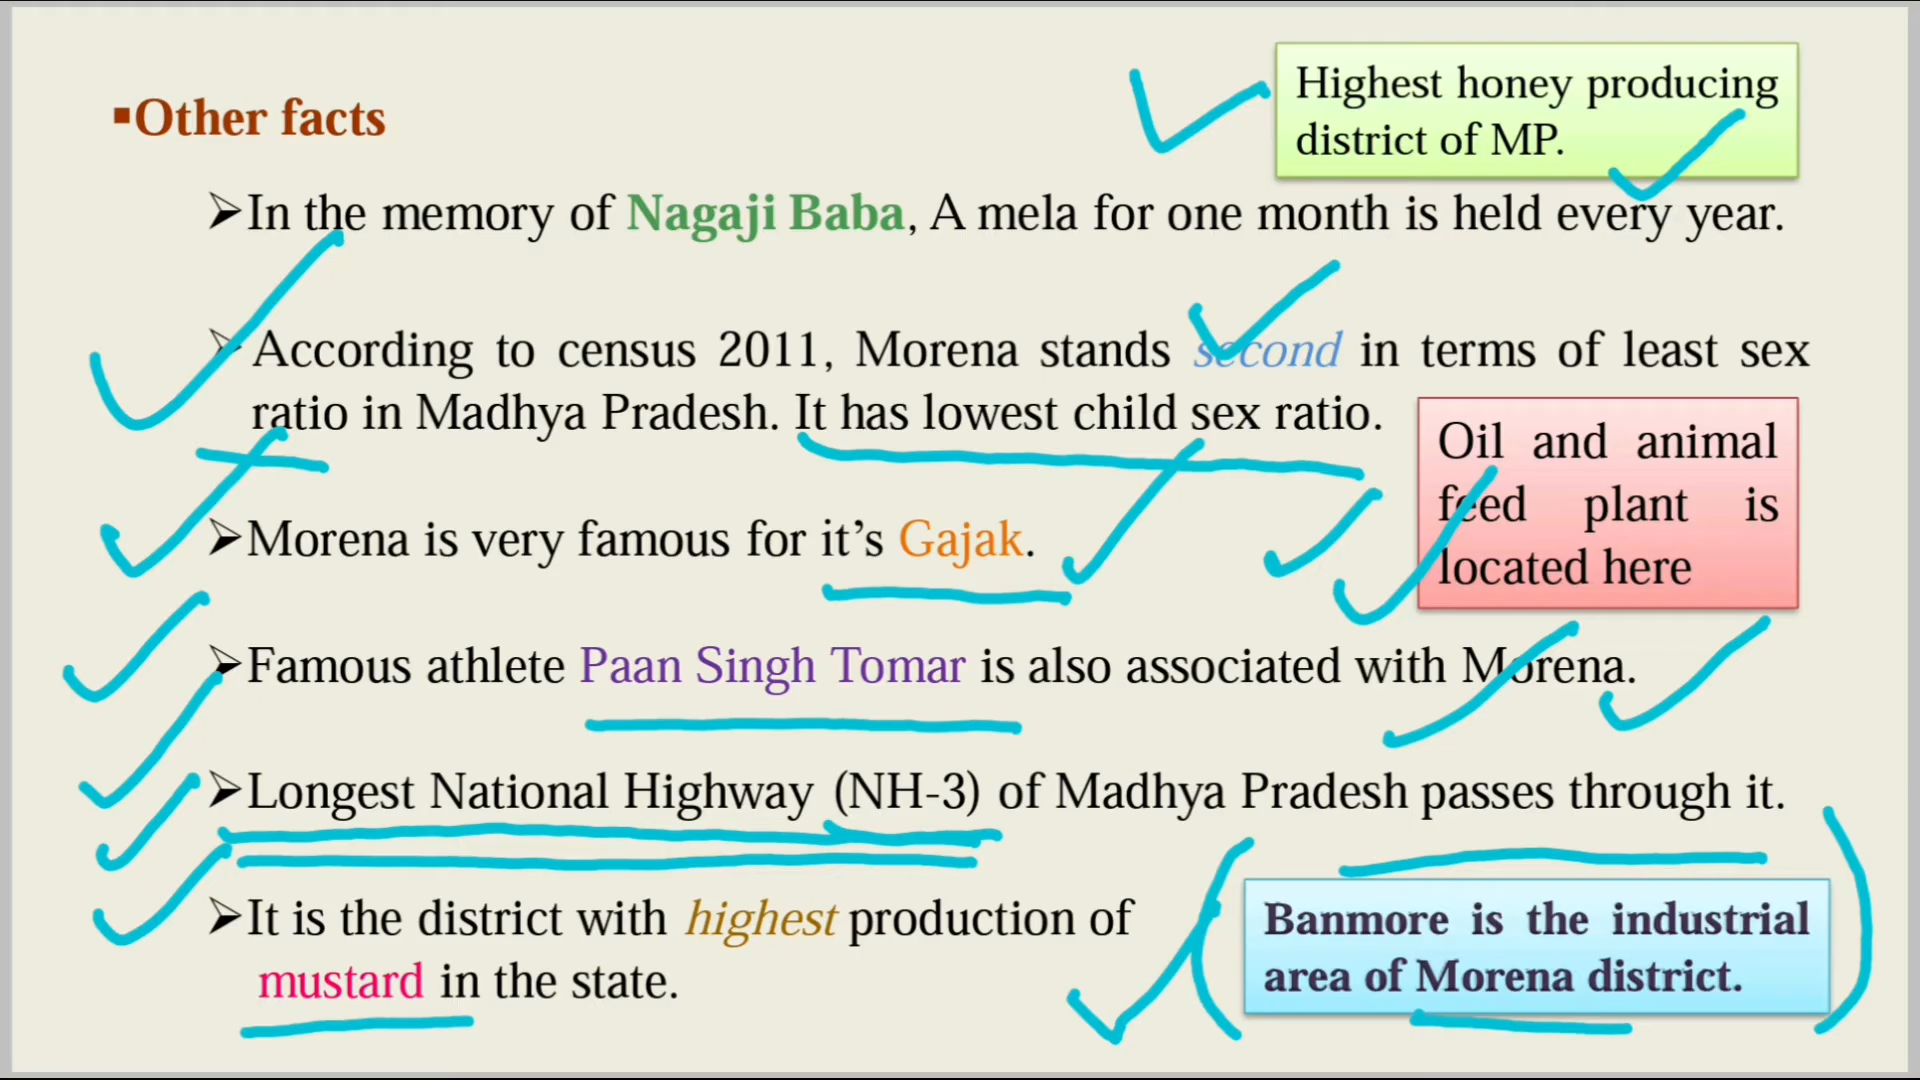 ▪Other facts
Highest honey producing
district of MP.
➢In the memory of Nagaji Baba, A mela for one month is held every year.
➢According to census 2011, Morena stands second in terms of least sex
ratio in Madhya Pradesh. It has lowest child sex ratio.
Oil and animal
feed plant is
located here
➢Morena is very famous for it’s Gajak.
➢Famous athlete Paan Singh Tomar is also associated with Morena.
➢Longest National Highway (NH-3) of Madhya Pradesh passes through it.
➢It is the district with highest production of
mustard in the state.
Banmore is the industrial
area of Morena district.